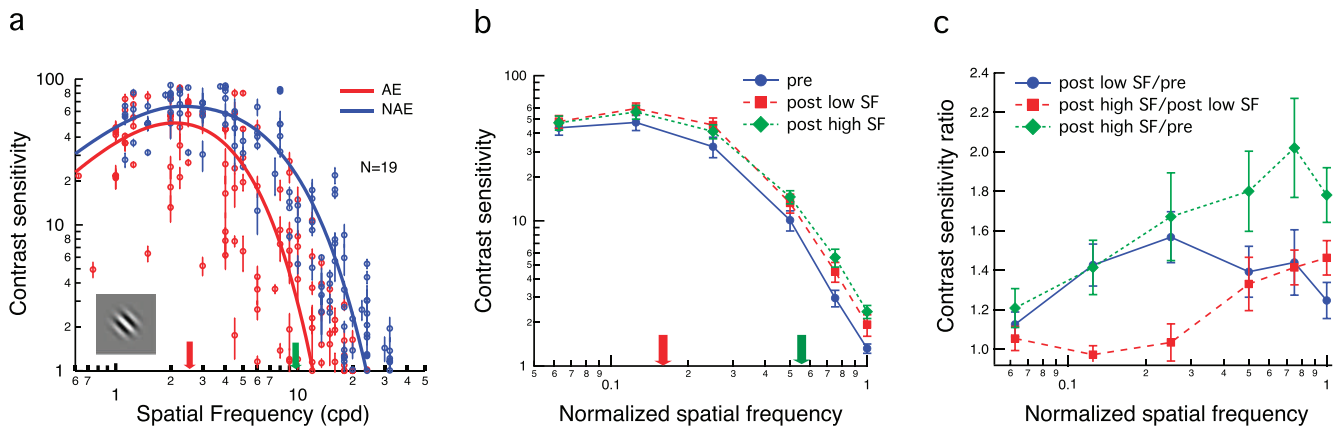 a
100
8
6
4
2
10
8
6
4
2
1
Contrast sensitivity
AE
NAE
N=19
6 7 1 2 3 4 5 6 7 10 2 3 4 5
Spatial Frequency (cpd)
b
100
6
4
2
10
6
4
2
1
Contrast sensitivity
pre
post low SF
post high SF
5 6 7 8 9 0.1 2 3 4 5 6 7 8 9 1
Normalized spatial frequency
c
2.4
2.2
2.0
1.8
1.6
1.4
1.2
1.0
Contrast sensitivity ratio
post low SF/pre
post high SF/post low SF
post high SF/pre
6 7 8 9 0.1 2 3 4 5 6 7 8 9 1
Normalized spatial frequency